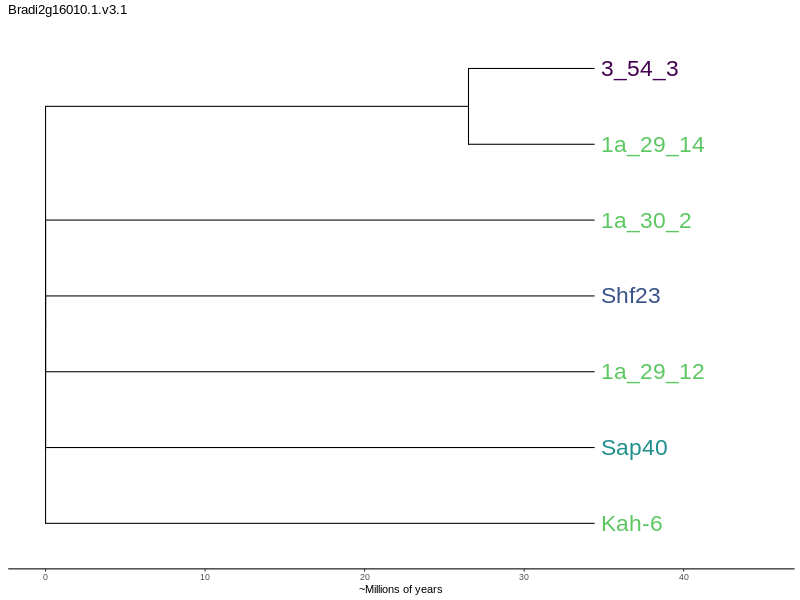 Bradi2g16010.1.v3.1
3_54_3
1a_29_14
1a_30_2
Shf23
1a_29_12
Sap40
Kah-6
0 10 20 30 40
~Millions of years